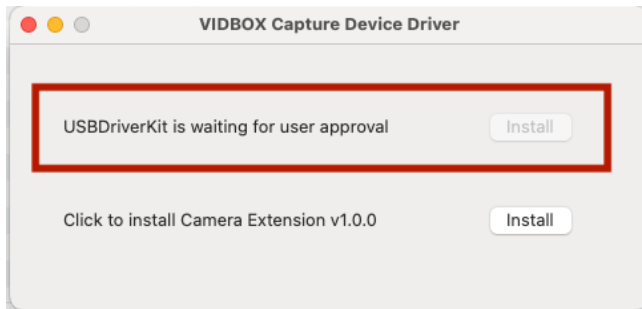 VIDBOX Capture Device Driver
USBDriverKit is waiting for user approval Install
Click to install Camera Extension v1.0.0 Install